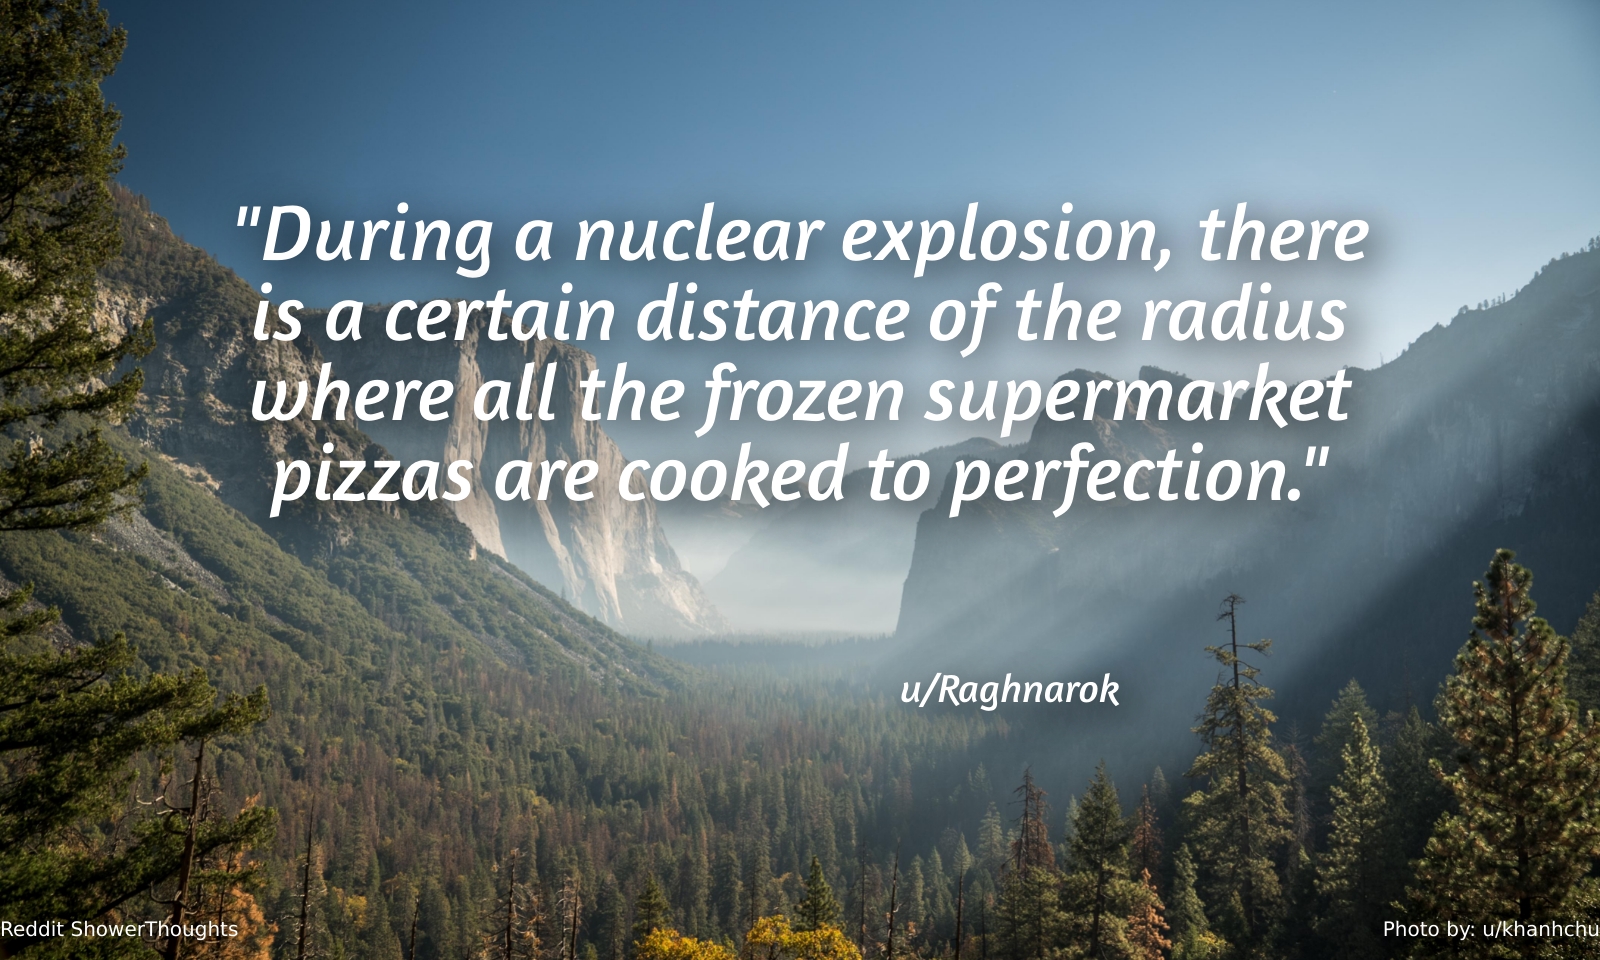 "During a nuclear explosion, there
is a certain distance of the radius
where all the frozen supermarket
pizzas are cooked to perfection."
u/Raghnarok
Reddit ShowerThoughts
Photo by: u/khanhchu